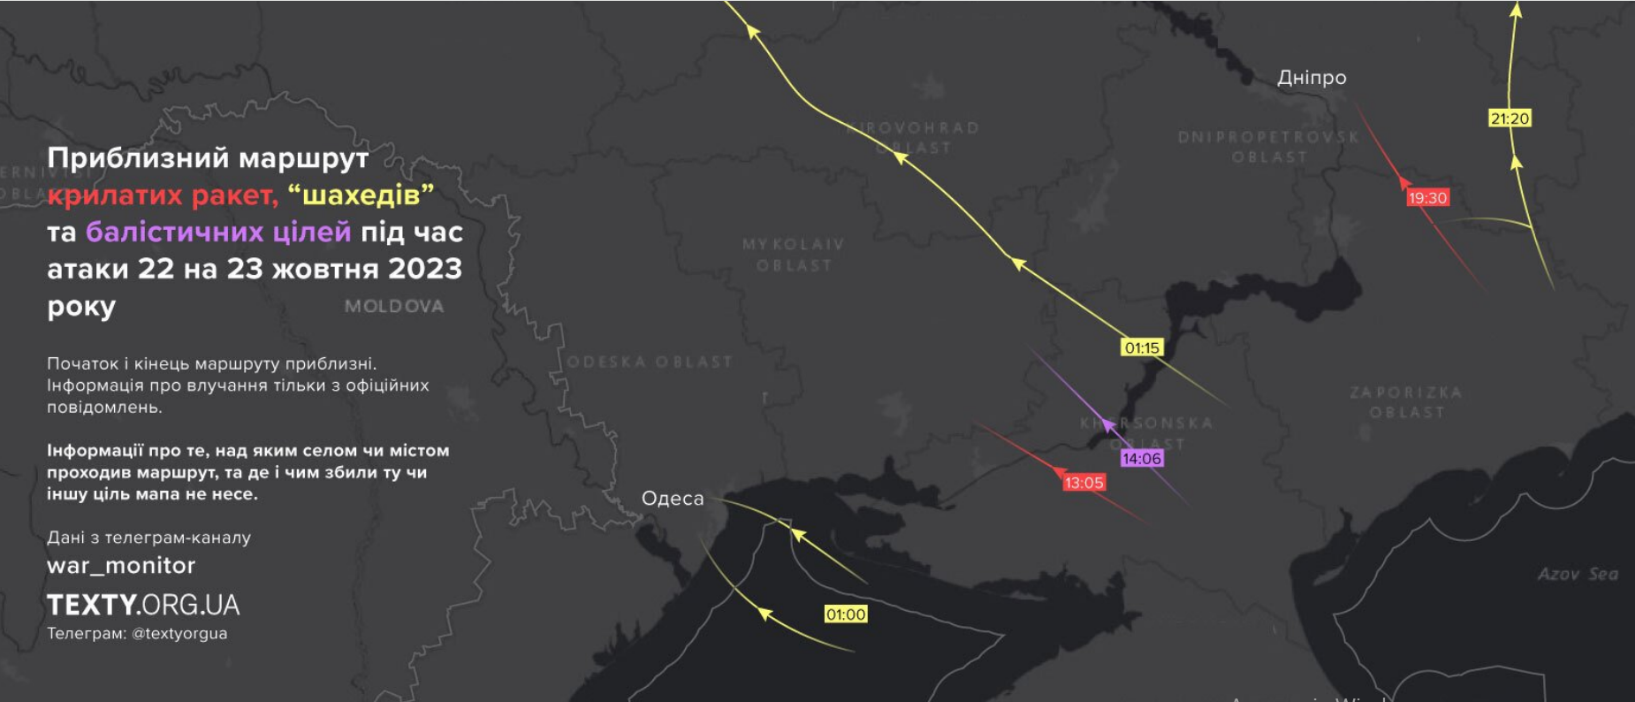 Приблизний маршрут
крилатих ракет, “шахедів”
та балістичних цілей під час
атаки 22 на 23 жовтня 2023
року
Початок і кінець маршруту приблизні.
Інформація про влучання тільки з офіційних
повідомлень.
Інформації про те, над яким селом чи містом
проходив маршрут, та де і чим збили ту чи
іншу ціль мапа не несе.
Дані з телеграм-каналу
war_monitor
TEXTY.ORG.UA
Телеграм: @textyorgua
MOLDOVA
ODESKA OBLAST
Одеса
MYKOLAIV
OBLAST
KIROVOHRAD
OBLAST
Дніпро
DNIPROPETROVSK
OBLAST
21:20
19:30
01:15
ZAPORIZKA
OBLAST
KHERSONSKA
OBLAST
14:06
13:05
01:00
Azov Sea